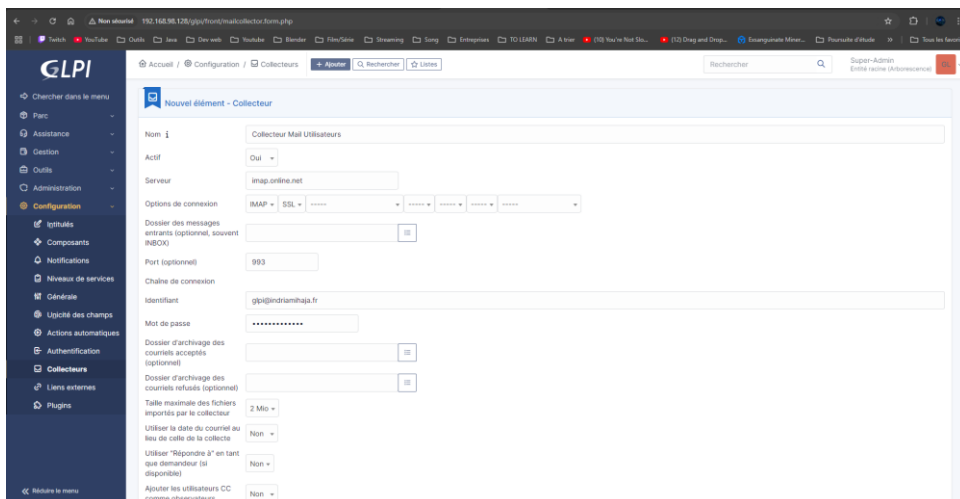 Non sécurisé 192.168.98.128/glpi/front/mailcollector.form.php
Twitch YouTube Outils Java Dev web Youtube Blender Film/Série Streaming Song Entreprises TO LEARN A trier (10) You're Not Slo... (12) Drag and Drop... Exsanguinate Miner... Poursuite d'étude » Tous les favoris
GLPI
Accueil / Configuration / Collecteurs + Ajouter Rechercher Listes
Rechercher
Super-Admin
Entité racine (Arborescence)
GL
Chercher dans le menu
Parc
Assistance
Gestion
Outils
Administration
Configuration
Intitulés
Composants
Notifications
Niveaux de services
Générale
Unicité des champs
Actions automatiques
Authentification
Collecteurs
Liens externes
Plugins
Réduire le menu
Nouvel élément - Collecteur
Nom i Collecteur Mail Utilisateurs
Actif Oui
Serveur imap.online.net
Options de connexion IMAP SSL ----- ----- ----- ----- -----
Dossier des messages
entrants (optionnel, souvent
INBOX)
Port (optionnel) 993
Chaîne de connexion
Identifiant glpi@indriamihaja.fr
Mot de passe •••••••••••••
Dossier d'archivage des
courriels acceptés
(optionnel)
Dossier d'archivage des
courriels refusés (optionnel)
Taille maximale des fichiers
importés par le collecteur 2 Mio
Utiliser la date du courriel au
lieu de celle de la collecte Non
Utiliser "Répondre à" en tant
que demandeur (si
disponible) Non
Ajouter les utilisateurs CC
comme observateurs Non